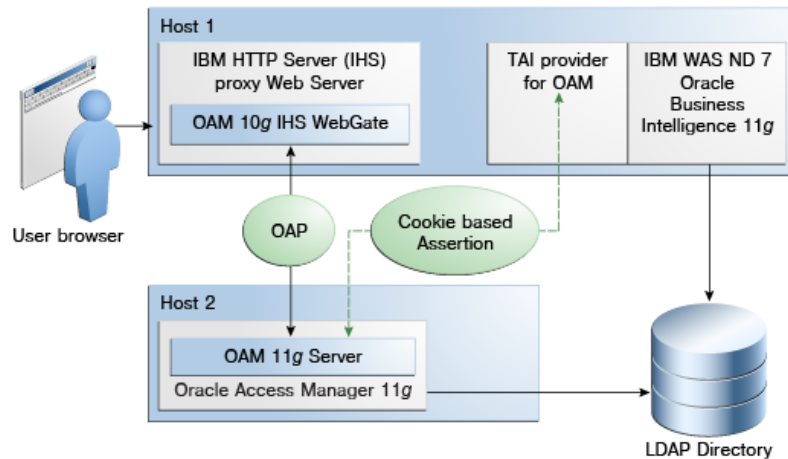 Host 1
IBM HTTP Server (IHS)
proxy Web Server
OAM 10g IHS WebGate
TAI provider
for OAM
IBM WAS ND 7
Oracle
Business
Intelligence 11g
User browser
OAP
Cookie based
Assertion
Host 2
OAM 11g Server
Oracle Access Manager 11g
LDAP Directory